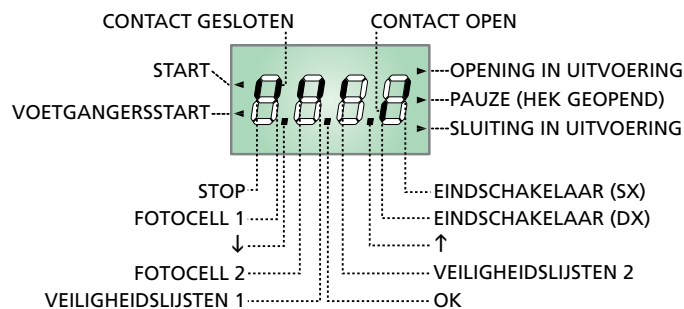 CONTACT GESLOTEN CONTACT OPEN
START OPENING IN UITVOERING
VOETGANGERSSTART PAUZE (HEK GEOPEND)
SLUITING IN UITVOERING
STOP EINDSCHAKELAAR (SX)
FOTOCELL 1 EINDSCHAKELAAR (DX)
↓ ↑
FOTOCELL 2 VEILIGHEIDSLIJSTEN 2
VEILIGHEIDSLIJSTEN 1 OK